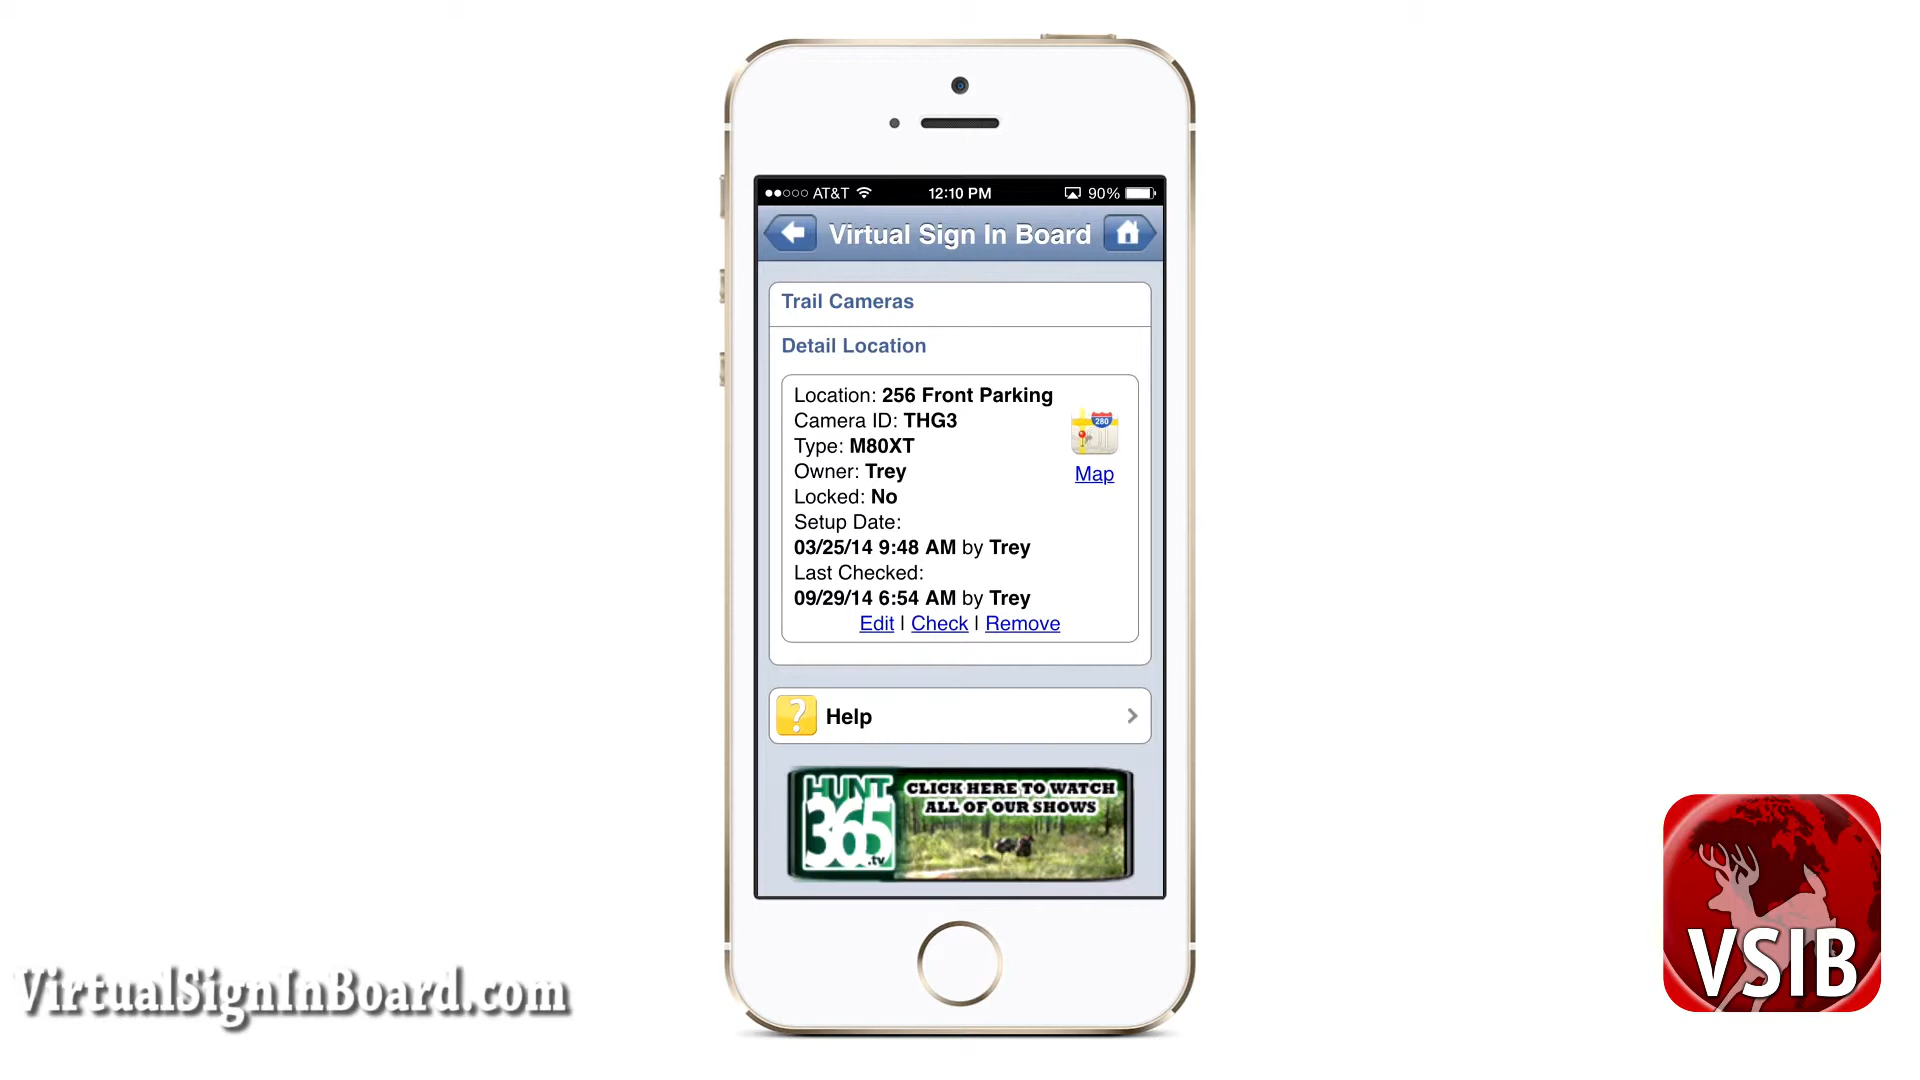 AT&T 12:10 PM 90%
Virtual Sign In Board
Trail Cameras
Detail Location
Location: 256 Front Parking
Camera ID: THG3
280
Type: M80XT
Owner: Trey
Map
Locked: No
Setup Date:
03/25/14 9:48 AM by Trey
Last Checked:
09/29/14 6:54 AM by Trey
Edit | Check | Remove
? Help
HUNT
365
.tv
CLICK HERE TO WATCH
ALL OF OUR SHOWS
VirtualSignInBoard.com
VSIB